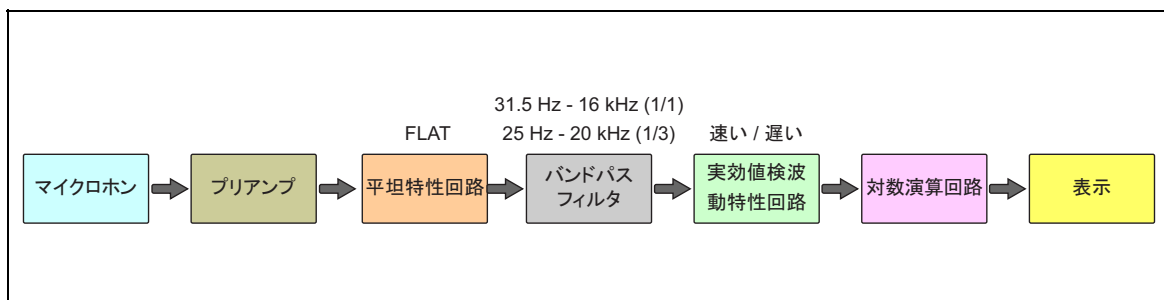 31.5 Hz - 16 kHz (1/1)
FLAT
25 Hz - 20 kHz (1/3)
速い / 遅い
マイクロホン
プリアンプ
平坦特性回路
バンドパス
フィルタ
実効値検波
動特性回路
対数演算回路
表示